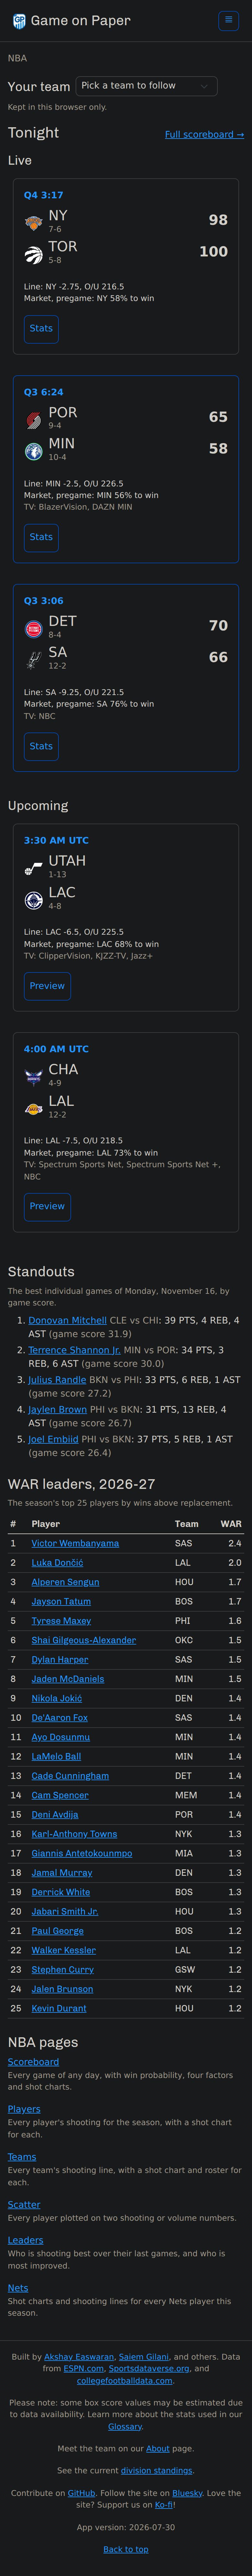 Game on Paper
NBA
Your team
Pick a team to follow
Kept in this browser only.
Tonight
Full scoreboard →
Live
Q4 3:17
NY
7-6
98
TOR
5-8
100
Line: NY -2.75, O/U 216.5
Market, pregame: NY 58% to win
Stats
Q3 6:24
POR
9-4
65
MIN
10-4
58
Line: MIN -2.5, O/U 226.5
Market, pregame: MIN 56% to win
TV: BlazerVision, DAZN MIN
Stats
Q3 3:06
DET
8-4
70
SA
12-2
66
Line: SA -9.25, O/U 221.5
Market, pregame: SA 76% to win
TV: NBC
Stats
Upcoming
3:30 AM UTC
UTAH
1-13
LAC
4-8
Line: LAC -6.5, O/U 225.5
Market, pregame: LAC 68% to win
TV: ClipperVision, KJZZ-TV, Jazz+
Preview
4:00 AM UTC
CHA
4-9
LAL
12-2
Line: LAL -7.5, O/U 218.5
Market, pregame: LAL 73% to win
TV: Spectrum Sports Net, Spectrum Sports Net +,
NBC
Preview
Standouts
The best individual games of Monday, November 16, by
game score.
1. Donovan Mitchell CLE vs CHI: 39 PTS, 4 REB, 4
AST (game score 31.9)
2. Terrence Shannon Jr. MIN vs POR: 34 PTS, 3
REB, 6 AST (game score 30.0)
3. Julius Randle BKN vs PHI: 33 PTS, 6 REB, 1 AST
(game score 27.2)
4. Jaylen Brown PHI vs BKN: 31 PTS, 13 REB, 4
AST (game score 26.7)
5. Joel Embiid PHI vs BKN: 37 PTS, 5 REB, 1 AST
(game score 26.4)
WAR leaders, 2026-27
The season's top 25 players by wins above replacement.
# Player Team WAR
1 Victor Wembanyama SAS 2.4
2 Luka Dončić LAL 2.0
3 Alperen Sengun HOU 1.7
4 Jayson Tatum BOS 1.7
5 Tyrese Maxey PHI 1.6
6 Shai Gilgeous-Alexander OKC 1.5
7 Dylan Harper SAS 1.5
8 Jaden McDaniels MIN 1.5
9 Nikola Jokić DEN 1.4
10 De'Aaron Fox SAS 1.4
11 Ayo Dosunmu MIN 1.4
12 LaMelo Ball MIN 1.4
13 Cade Cunningham DET 1.4
14 Cam Spencer MEM 1.4
15 Deni Avdija POR 1.4
16 Karl-Anthony Towns NYK 1.3
17 Giannis Antetokounmpo MIA 1.3
18 Jamal Murray DEN 1.3
19 Derrick White BOS 1.3
20 Jabari Smith Jr. HOU 1.3
21 Paul George BOS 1.2
22 Walker Kessler LAL 1.2
23 Stephen Curry GSW 1.2
24 Jalen Brunson NYK 1.2
25 Kevin Durant HOU 1.2
NBA pages
Scoreboard
Every game of any day, with win probability, four factors
and shot charts.
Players
Every player's shooting for the season, with a shot chart
for each.
Teams
Every team's shooting line, with a shot chart and roster for
each.
Scatter
Every player plotted on two shooting or volume numbers.
Leaders
Who is shooting best over their last games, and who is
most improved.
Nets
Shot charts and shooting lines for every Nets player this
season.
Built by Akshay Easwaran, Saiem Gilani, and others. Data
from ESPN.com, Sportsdataverse.org, and
collegefootballdata.com.
Please note: some box score values may be estimated due
to data availability. Learn more about the stats used in our
Glossary.
Meet the team on our About page.
See the current division standings.
Contribute on GitHub. Follow the site on Bluesky. Love the
site? Support us on Ko-fi!
App version: 2026-07-30
Back to top